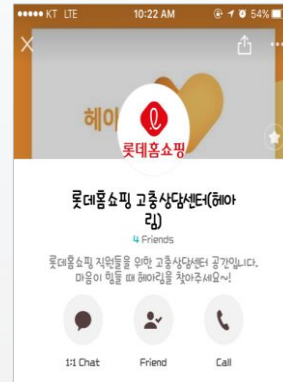 ●●●●● KT LTE 10:22 AM 54%
헤아
롯데홈쇼핑
롯데홈쇼핑 고충상담센터(헤아
림)
4 Friends
롯데홈쇼핑 직원들을 위한 고충상담센터 공간입니다.
마음이 힘들 때 헤아림을 찾아주세요~!
1:1 Chat Friend Call